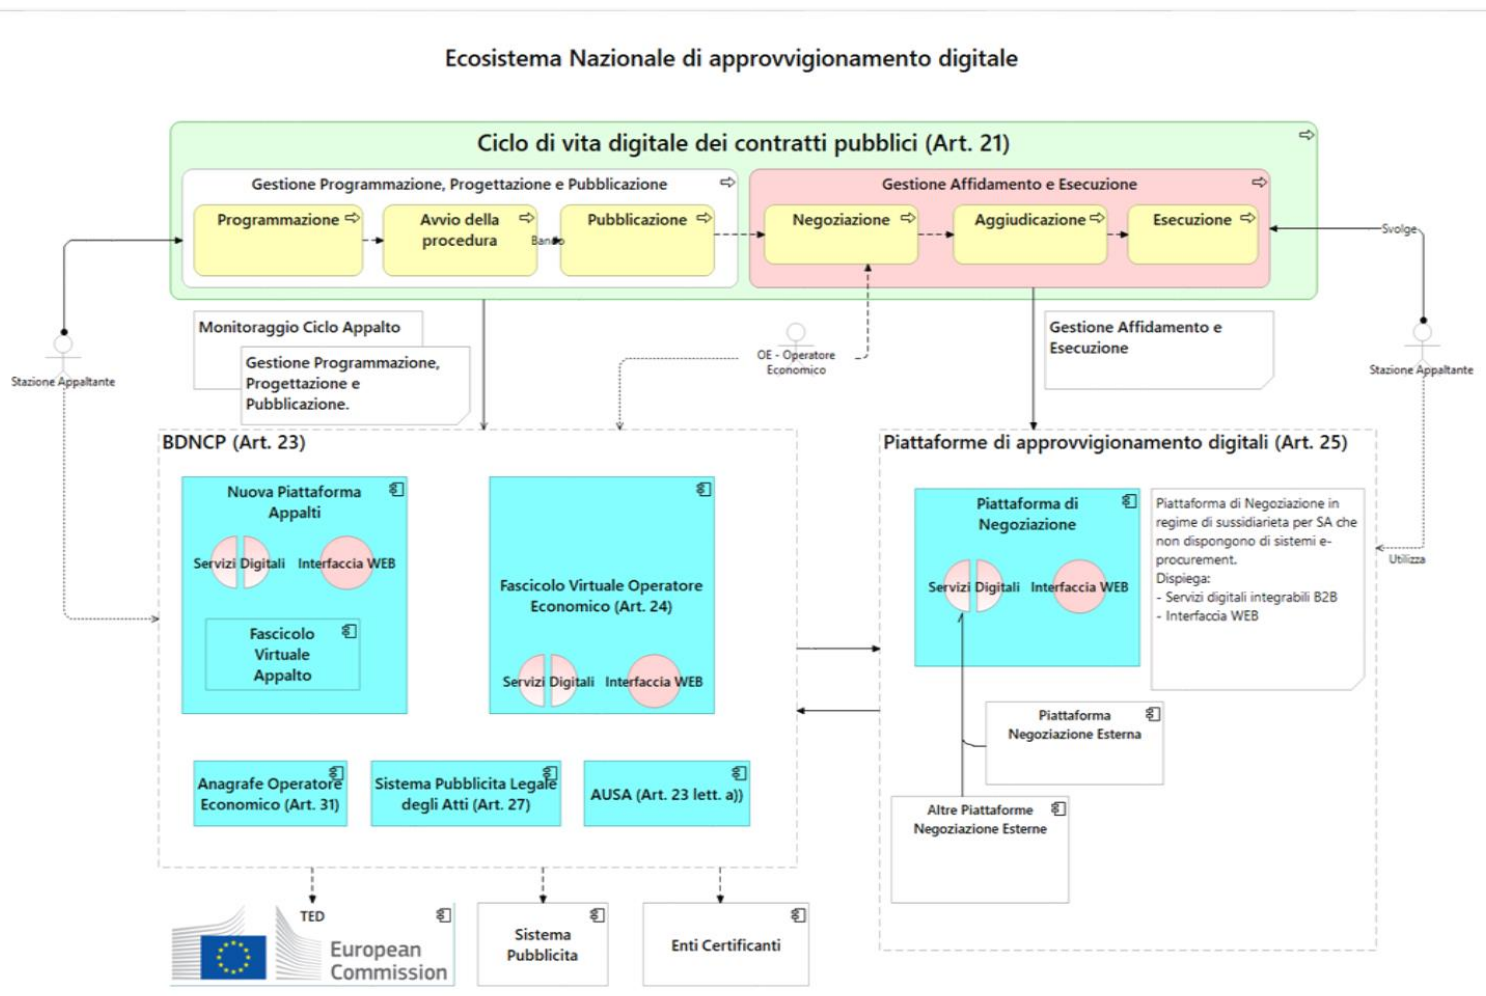 Ecosistema Nazionale di approvvigionamento digitale
Ciclo di vita digitale dei contratti pubblici (Art. 21)
Gestione Programmazione, Progettazione e Pubblicazione
Gestione Affidamento e Esecuzione
Programmazione
Avvio della
procedura
Bando
Pubblicazione
Negoziazione
Aggiudicazione
Esecuzione
Svolge
Monitoraggio Ciclo Appalto
Gestione Programmazione,
Progettazione e
Pubblicazione.
OE - Operatore
Economico
Gestione Affidamento e
Esecuzione
Stazione Appaltante
Stazione Appaltante
BDNCP (Art. 23)
Nuova Piattaforma
Appalti
Servizi Digitali
Interfaccia WEB
Fascicolo
Virtuale
Appalto
Fascicolo Virtuale Operatore
Economico (Art. 24)
Servizi Digitali
Interfaccia WEB
Anagrafe Operatore
Economico (Art. 31)
Sistema Pubblicita Legale
degli Atti (Art. 27)
AUSA (Art. 23 lett. a))
Piattaforme di approvvigionamento digitali (Art. 25)
Piattaforma di
Negoziazione
Servizi Digitali
Interfaccia WEB
Piattaforma di Negoziazione in
regime di sussidiarieta per SA che
non dispongono di sistemi e-
procurement.
Dispiega:
- Servizi digitali integrabili B2B
- Interfaccia WEB
Utilizza
Piattaforma
Negoziazione Esterna
Altre Piattaforme
Negoziazione Esterne
TED
European
Commission
Sistema
Pubblicita
Enti Certificanti